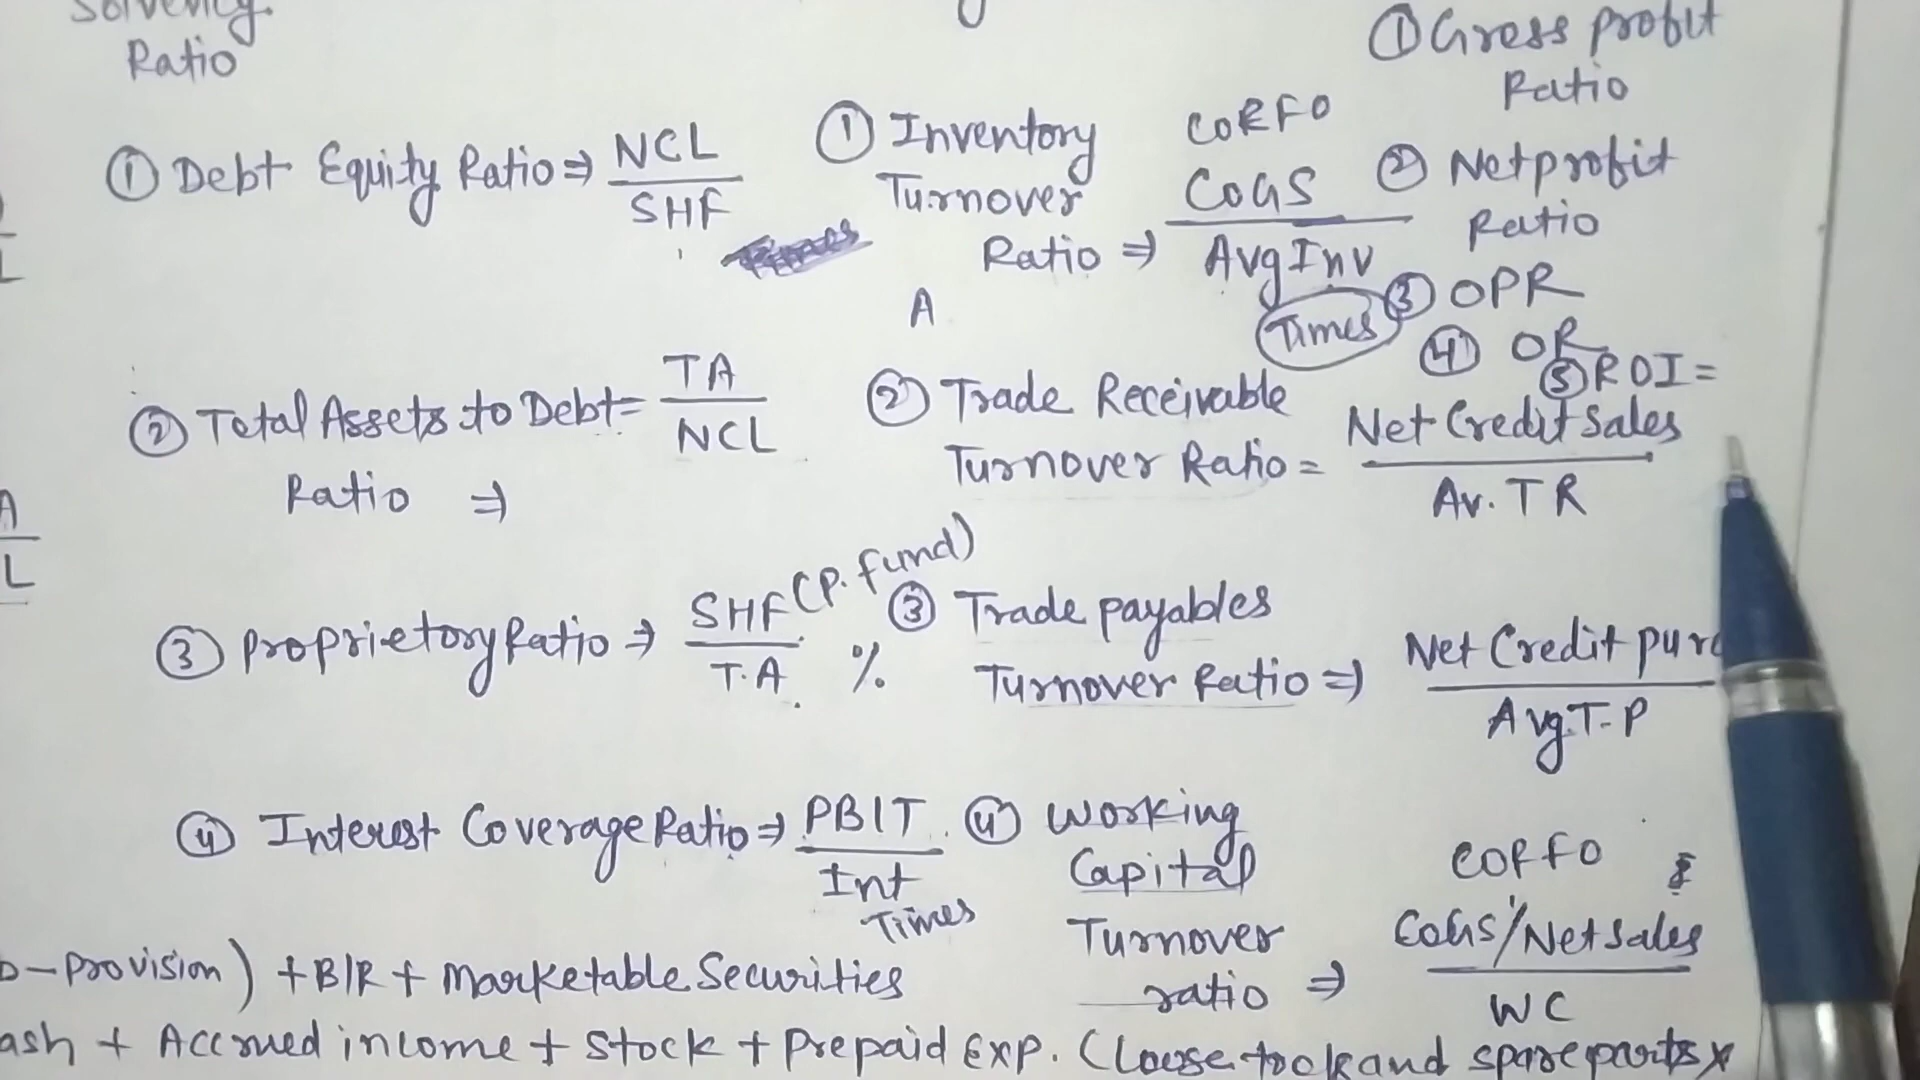 Ratio
① Debt Equity Ratio ⇒ NCL / SHF
② Total Assets to Debt = TA / NCL
Ratio ⇒
③ Proprietory Ratio → SHF (P. fund) / T.A. %
④ Interest Coverage Ratio → PBIT / Int
Times
① Inventory
Turnover
Ratio ⇒ COGS / Avg Inv
CORFO
Times
A
② Trade Receivable
Turnover Ratio = Net Credit Sales / Av. TR
③ Trade payables
Turnover Ratio ⇒ Net Credit purc / Avg.T-P
④ Working
Capital
Turnover
ratio ⇒ COGS/Net sales / WC
CORFO
① Gross profit
Ratio
② Net profit
Ratio
③ OPR
④ OR
⑤ ROI =
A
L
- Provision) + B/R + Marketable Securities
ash + Accrued income + Stock + Prepaid Exp. (Loose tools and spare parts x